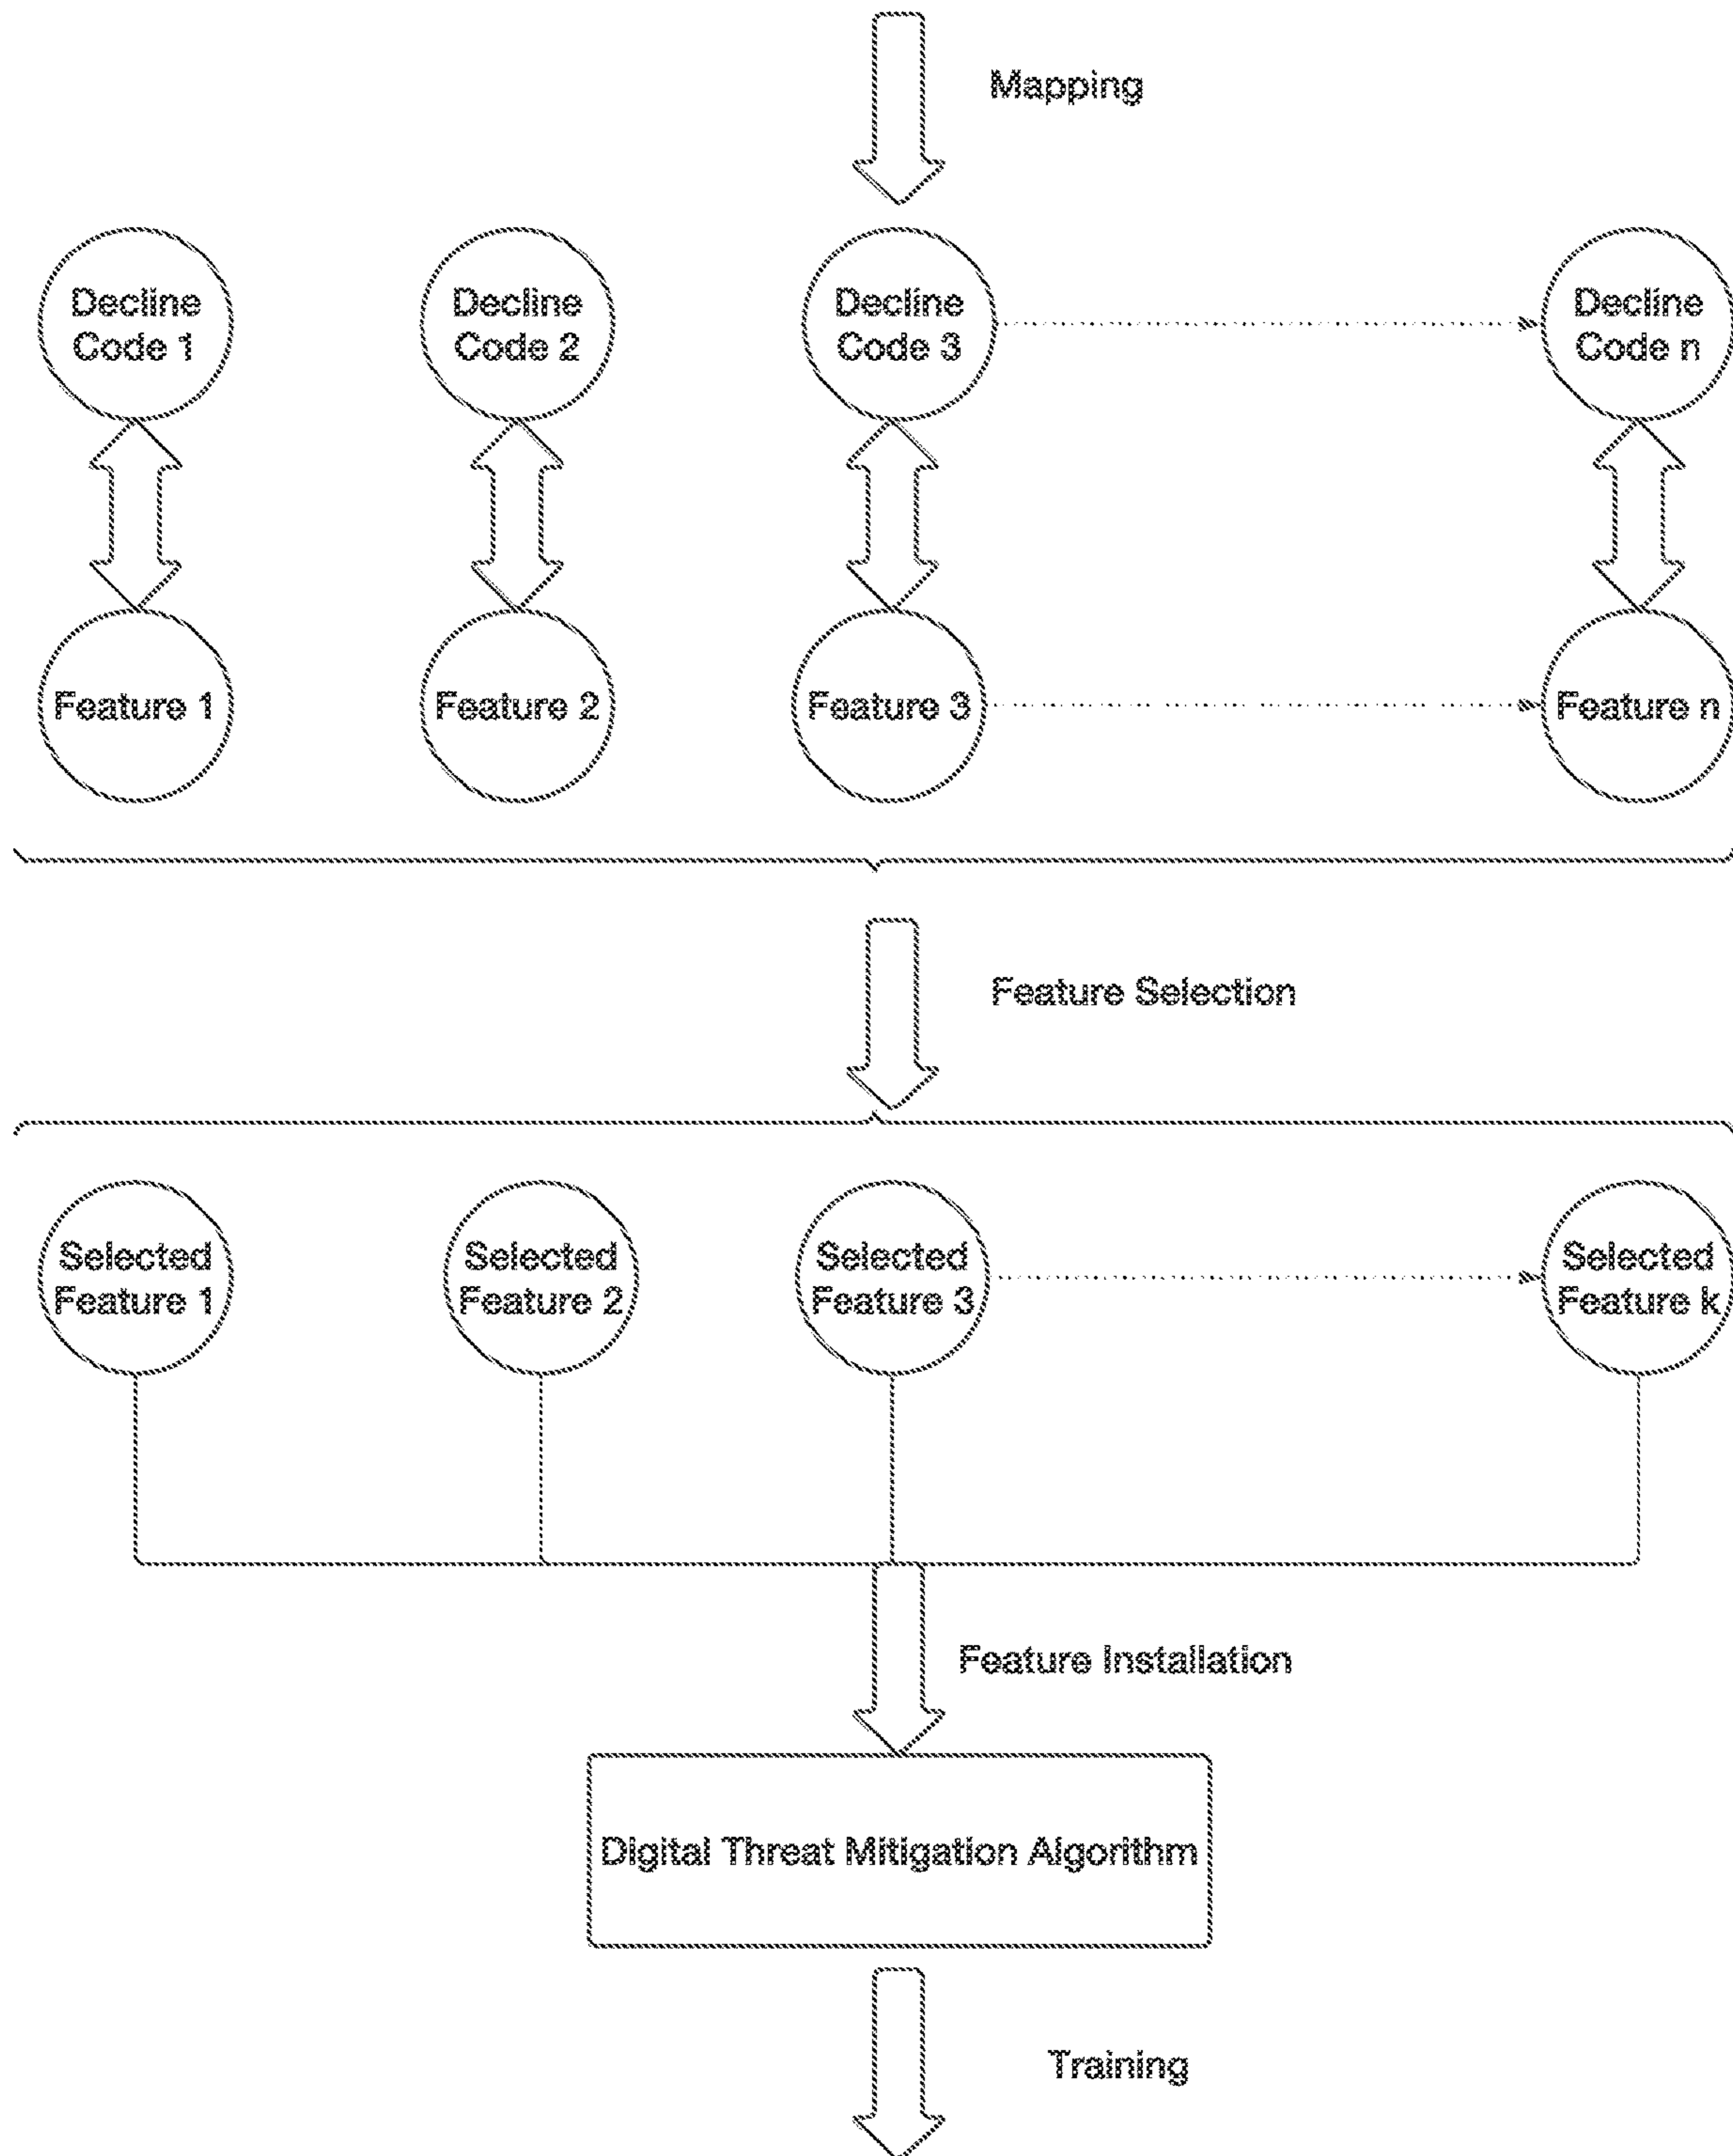 Mapping
Decline
Code 1
Decline
Code 2
Decline
Code 3
Decline
Code n
Feature 1
Feature 2
Feature 3
Feature n
Feature Selection
Selected
Feature 1
Selected
Feature 2
Selected
Feature 3
Selected
Feature k
Feature Installation
Digital Threat Mitigation Algorithm
Training